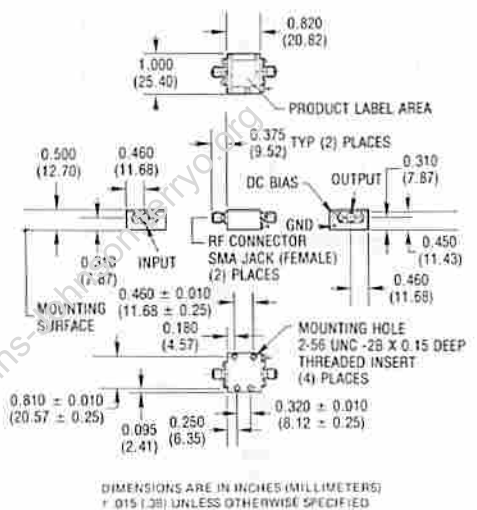 0.820
(20.82)
1.000
(25.40)
PRODUCT LABEL AREA
0.375
(9.52)
TYP (2) PLACES
0.500
(12.70)
0.460
(11.68)
DC BIAS
OUTPUT
0.310
(7.87)
GND
INPUT
0.310
(7.87)
RF CONNECTOR
SMA JACK (FEMALE)
(2) PLACES
0.450
(11.43)
0.460
(11.68)
MOUNTING
SURFACE
0.460 ± 0.010
(11.68 ± 0.25)
0.180
(4.57)
MOUNTING HOLE
2-56 UNC -2B X 0.15 DEEP
THREADED INSERT
(4) PLACES
0.810 ± 0.010
(20.57 ± 0.25)
0.095
(2.41)
0.250
(6.35)
0.320 ± 0.010
(8.12 ± 0.25)
DIMENSIONS ARE IN INCHES (MILLIMETERS)
.015 (.38) UNLESS OTHERWISE SPECIFIED